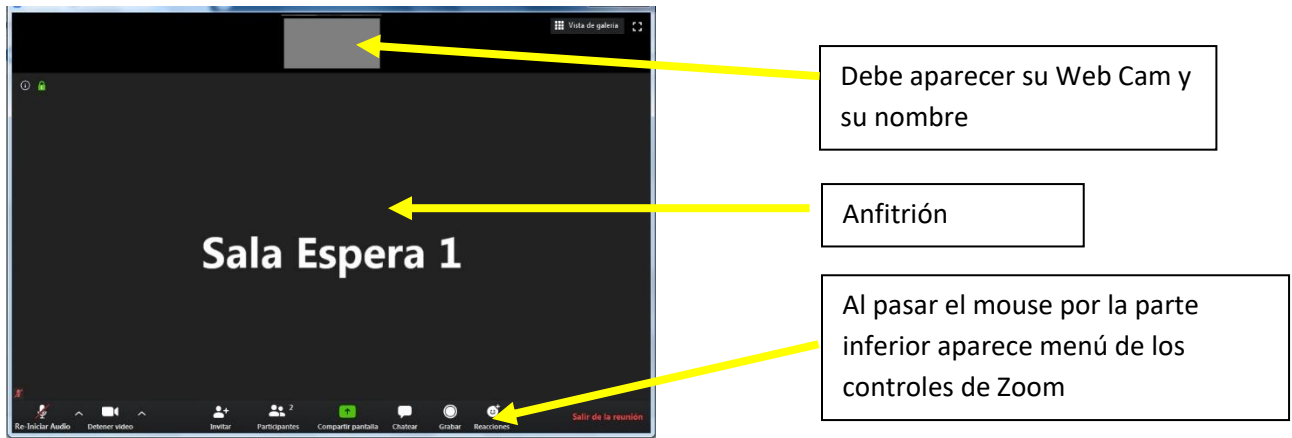 Vista de galería
Debe aparecer su Web Cam y
su nombre
Anfitrión
Sala Espera 1
Al pasar el mouse por la parte
inferior aparece menú de los
controles de Zoom
2
Re-Iniciar Audio Detener video Invitar Participantes Compartir pantalla Chatear Grabar Reacciones Salir de la reunión